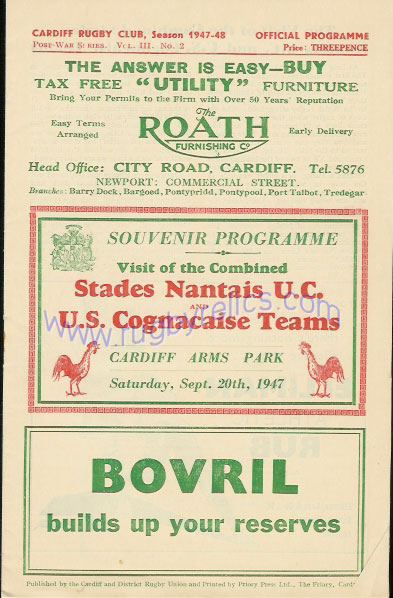 CARDIFF RUGBY CLUB, Season 1947-48 OFFICIAL PROGRAMME
POST-WAR SERIES. VOL. III. No. 2 Price: THREEPENCE
THE ANSWER IS EASY—BUY
TAX FREE "UTILITY" FURNITURE
Bring Your Permits to the Firm with Over 50 Years' Reputation
Easy Terms Arranged
The ROATH FURNISHING Co
Early Delivery
Head Office: CITY ROAD, CARDIFF. Tel. 5876
NEWPORT: COMMERCIAL STREET.
Branches: Barry Dock, Bargoed, Pontypridd, Pontypool, Port Talbot, Tredegar
SOUVENIR PROGRAMME
Visit of the Combined
Stades Nantais U.C.
AND
U.S. Cognacaise Teams
www.rugbyrelics.com
CARDIFF ARMS PARK
Saturday, Sept. 20th, 1947
BOVRIL
builds up your reserves
Published by the Cardiff and District Rugby Union and Printed by Priory Press Ltd., The Friary, Card